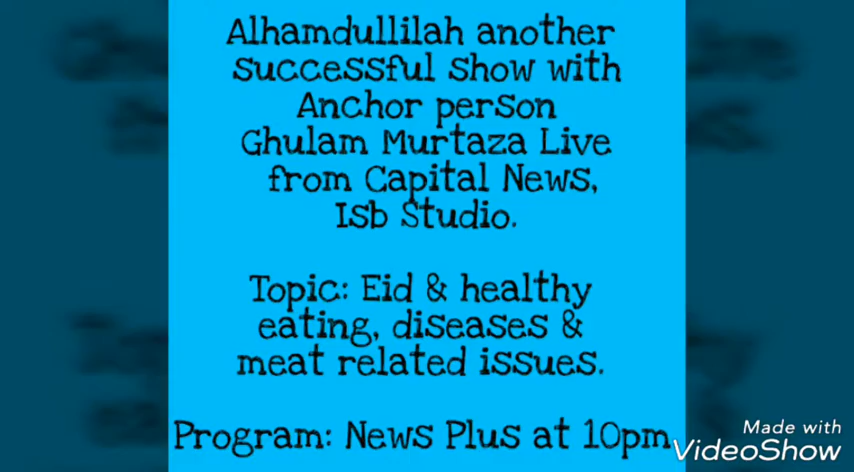 Alhamdullilah another
successful show with
Anchor person
Ghulam Murtaza Live
from Capital News,
Isb Studio.
Topic: Eid & healthy
eating, diseases &
meat related issues.
Program: News Plus at 10pm
Made with
VideoShow